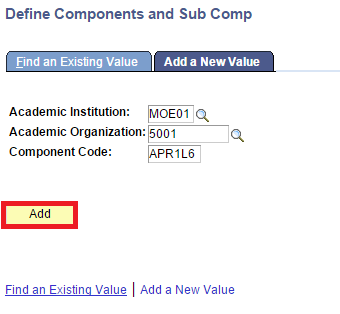 Define Components and Sub Comp
Find an Existing Value Add a New Value
Academic Institution: MOE01
Academic Organization: 5001
Component Code: APR1L6
Add
Find an Existing Value | Add a New Value